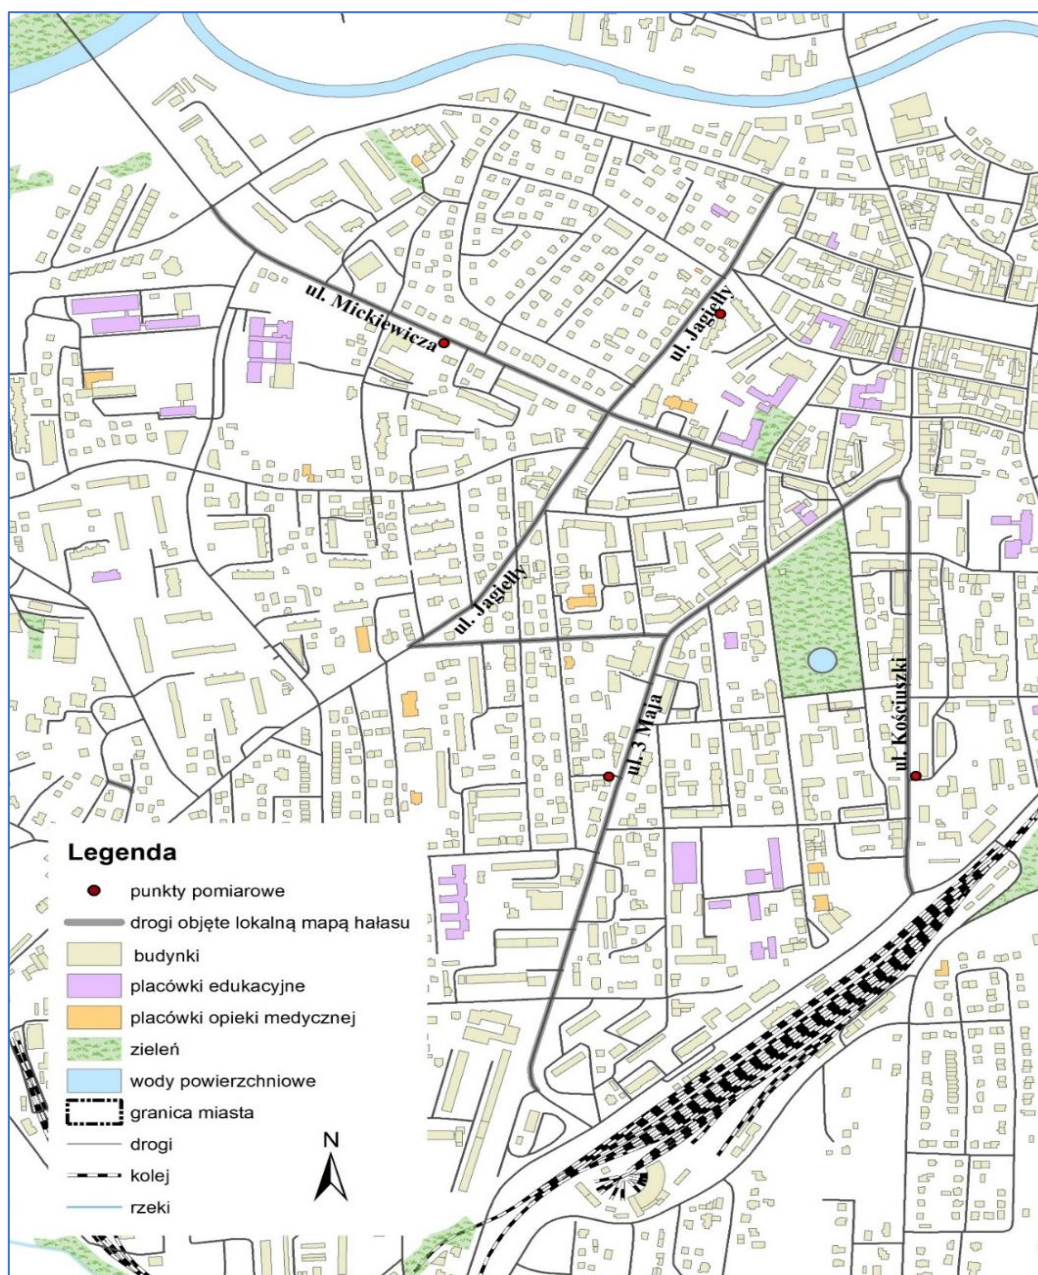 ul. Mickiewicza
ul. Jagiełły
ul. Jagiełły
ul. 3 Maja
ul. Kościuszki
Legenda
punkty pomiarowe
drogi objęte lokalną mapą hałasu
budynki
placówki edukacyjne
placówki opieki medycznej
zieleń
wody powierzchniowe
granica miasta
drogi
kolej
rzeki
N